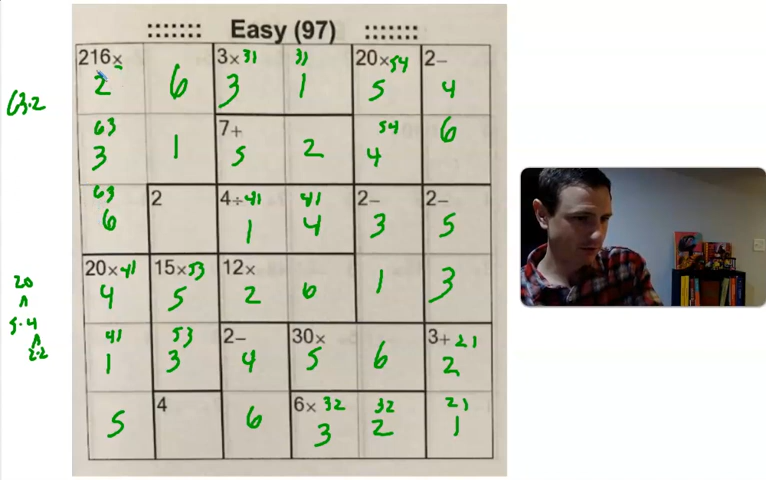 Easy (97)
216× 3× 31 31 20× 54 2−
2 6 3 1 5 4
63·2
63 7+ 54
3 1 5 2 4 6
63 2 4÷ 41 41 2− 2−
6 1 4 3 5
20× 41 15× 53 12×
4 5 2 6 1 3
20
5·4
2·2
41 53 2− 30× 3+ 21
1 3 4 5 6 2
4 6× 32 32 21
5 6 3 2 1